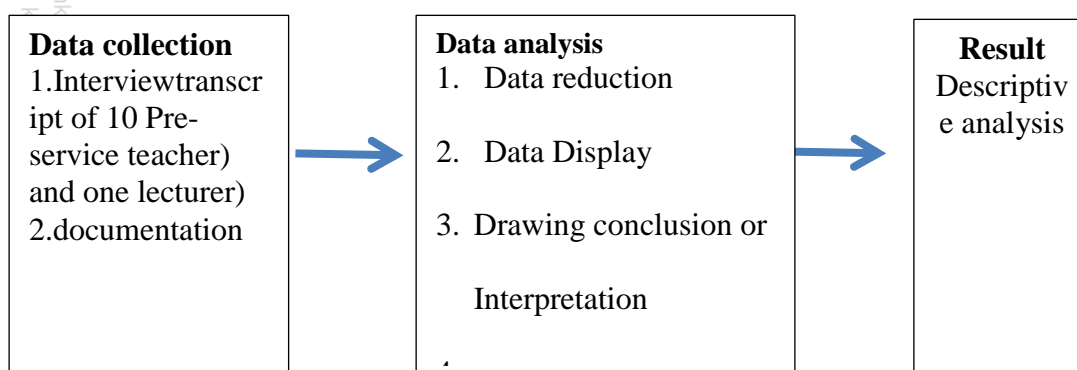 Data collection
1.Interviewtranscr
ipt of 10 Pre-
service teacher)
and one lecturer)
2.documentation
Data analysis
1. Data reduction
2. Data Display
3. Drawing conclusion or
Interpretation
Result
Descriptiv
e analysis